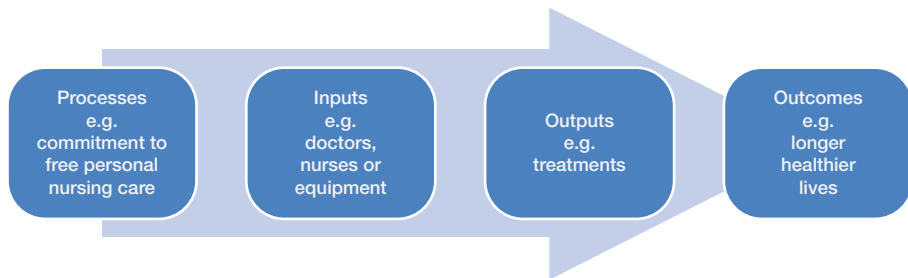 Processes
e.g.
commitment to
free personal
nursing care
Inputs
e.g.
doctors,
nurses or
equipment
Outputs
e.g.
treatments
Outcomes
e.g.
longer
healthier
lives